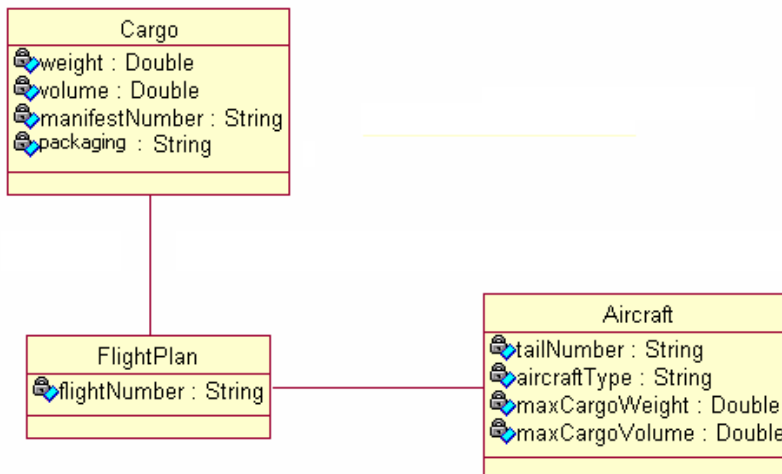 Cargo
weight : Double
volume : Double
manifestNumber : String
packaging : String
FlightPlan
flightNumber : String
Aircraft
tailNumber : String
aircraftType : String
maxCargoWeight : Double
maxCargoVolume : Double